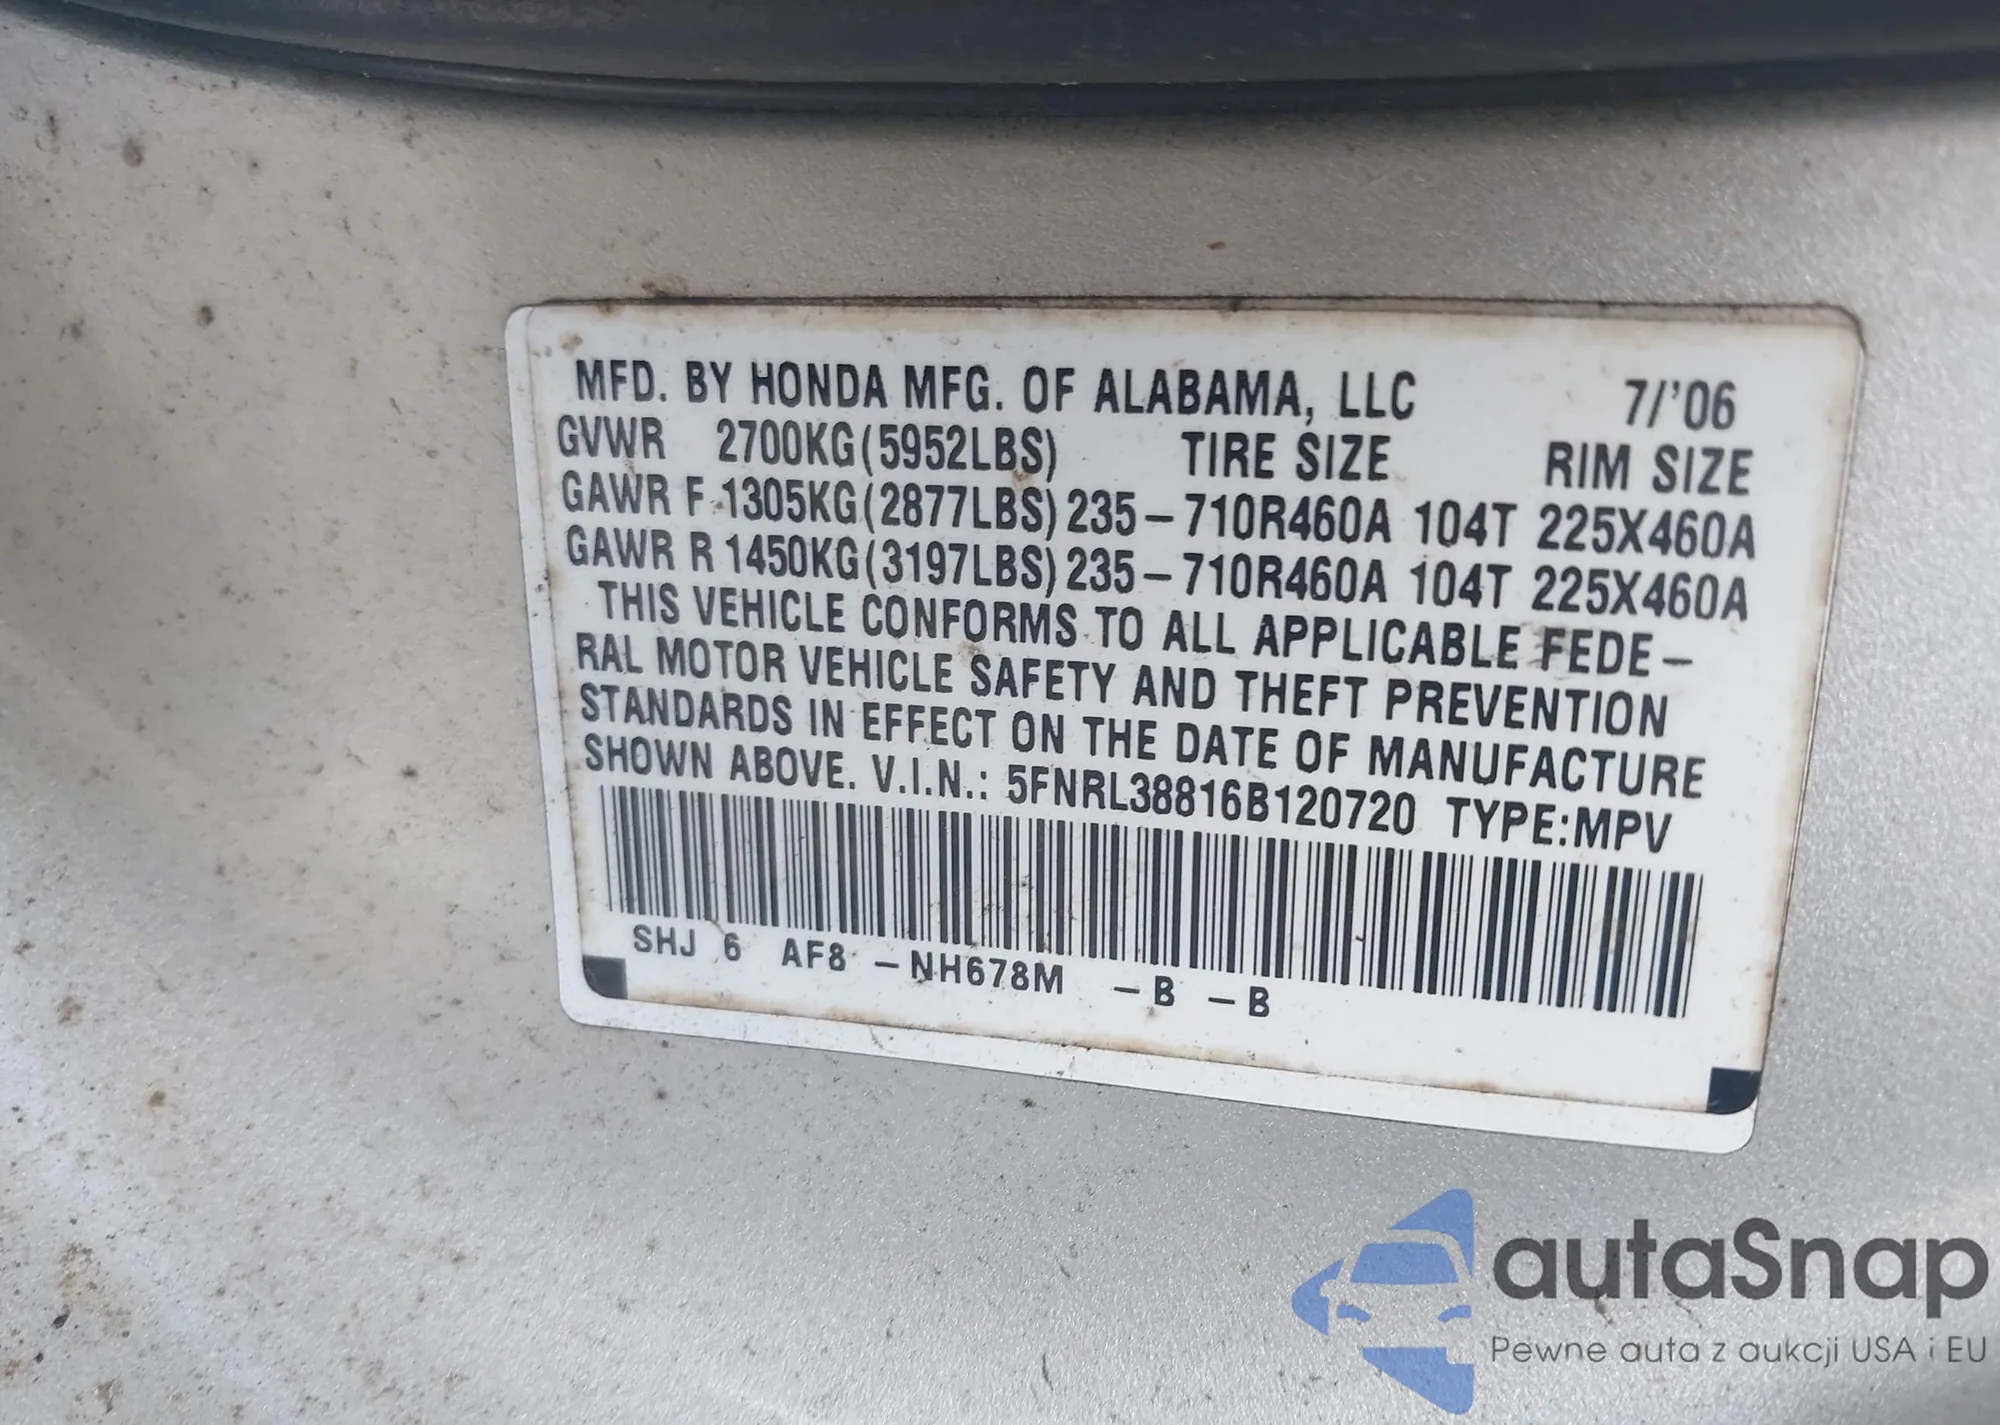 MFD. BY HONDA MFG. OF ALABAMA, LLC 7/'06
GVWR 2700KG(5952LBS) TIRE SIZE RIM SIZE
GAWR F 1305KG(2877LBS) 235-710R460A 104T 225X460A
GAWR R 1450KG(3197LBS) 235-710R460A 104T 225X460A
THIS VEHICLE CONFORMS TO ALL APPLICABLE FEDE-
RAL MOTOR VEHICLE SAFETY AND THEFT PREVENTION
STANDARDS IN EFFECT ON THE DATE OF MANUFACTURE
SHOWN ABOVE. V.I.N.: 5FNRL38816B120720 TYPE:MPV
SHJ 6 AF8 -NH678M -B -B
autaSnap
Pewne auta z aukcji USA i EU